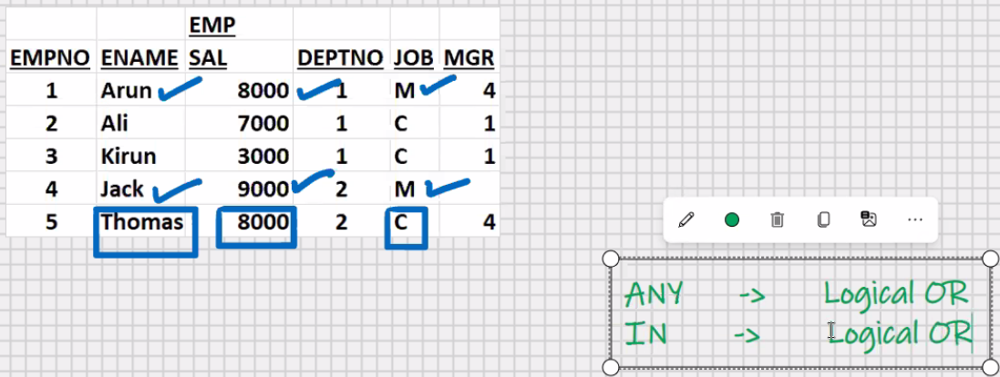 EMP
EMPNO ENAME SAL DEPTNO JOB MGR
1 Arun 8000 1 M 4
2 Ali 7000 1 C 1
3 Kirun 3000 1 C 1
4 Jack 9000 2 M
5 Thomas 8000 2 C 4
ANY -> Logical OR
IN -> Logical OR